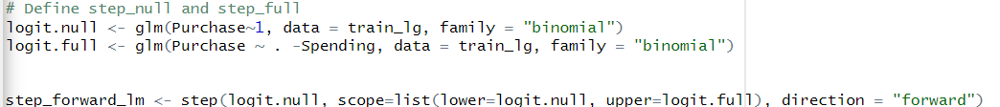 # Define step_null and step_full
logit.null <- glm(Purchase~1, data = train_lg, family = "binomial")
logit.full <- glm(Purchase ~ . -Spending, data = train_lg, family = "binomial")
step_forward_lm <- step(logit.null, scope=list(lower=logit.null, upper=logit.full), direction = "forward")